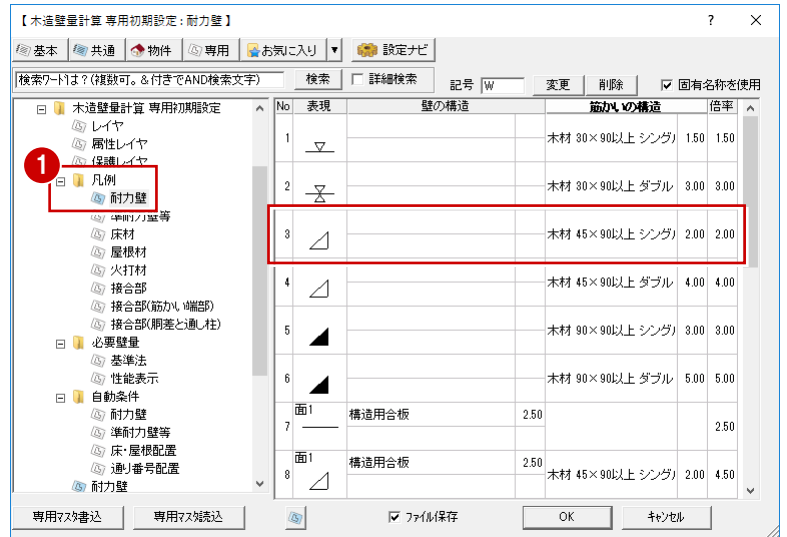 【 木造壁量計算 専用初期設定 : 耐力壁 】
基本 共通 物件 専用 お気に入り 設定ナビ
検索ワードは？(複数可。&付きでAND検索文字) 検索 詳細検索 記号 W 変更 削除 固有名称を使用
木造壁量計算 専用初期設定
レイヤ
属性レイヤ
保護レイヤ
1
凡例
耐力壁
準耐力壁等
床材
屋根材
火打材
接合部
接合部(筋かい端部)
接合部(胴差と通し柱)
必要壁量
基準法
性能表示
自動条件
耐力壁
準耐力壁等
床・屋根配置
通り番号配置
耐力壁
No 表現 壁の構造 筋かいの構造 倍率
1 木材 30×90以上 シングル 1.50 1.50
2 木材 30×90以上 ダブル 3.00 3.00
3 木材 45×90以上 シングル 2.00 2.00
4 木材 45×90以上 ダブル 4.00 4.00
5 木材 90×90以上 シングル 3.00 3.00
6 木材 90×90以上 ダブル 5.00 5.00
7 面1 構造用合板 2.50 2.50
8 面1 構造用合板 2.50 木材 45×90以上 シングル 2.00 4.50
専用マスタ書込 専用マスタ読込 ファイル保存 OK キャンセル